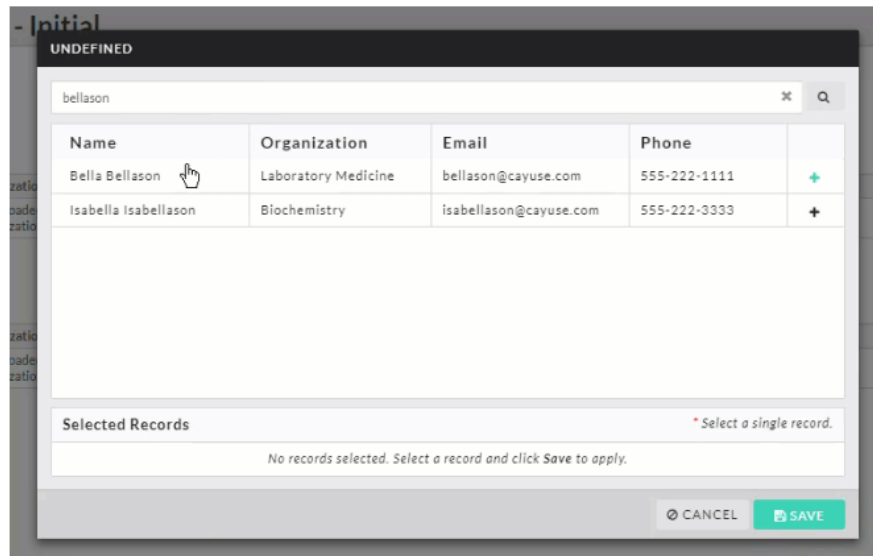 - Initial
UNDEFINED
bellason
Name Organization Email Phone
Bella Bellason Laboratory Medicine bellason@cayuse.com 555-222-1111 +
Isabella Isabellason Biochemistry isabellason@cayuse.com 555-222-3333 +
Selected Records * Select a single record.
No records selected. Select a record and click Save to apply.
CANCEL SAVE